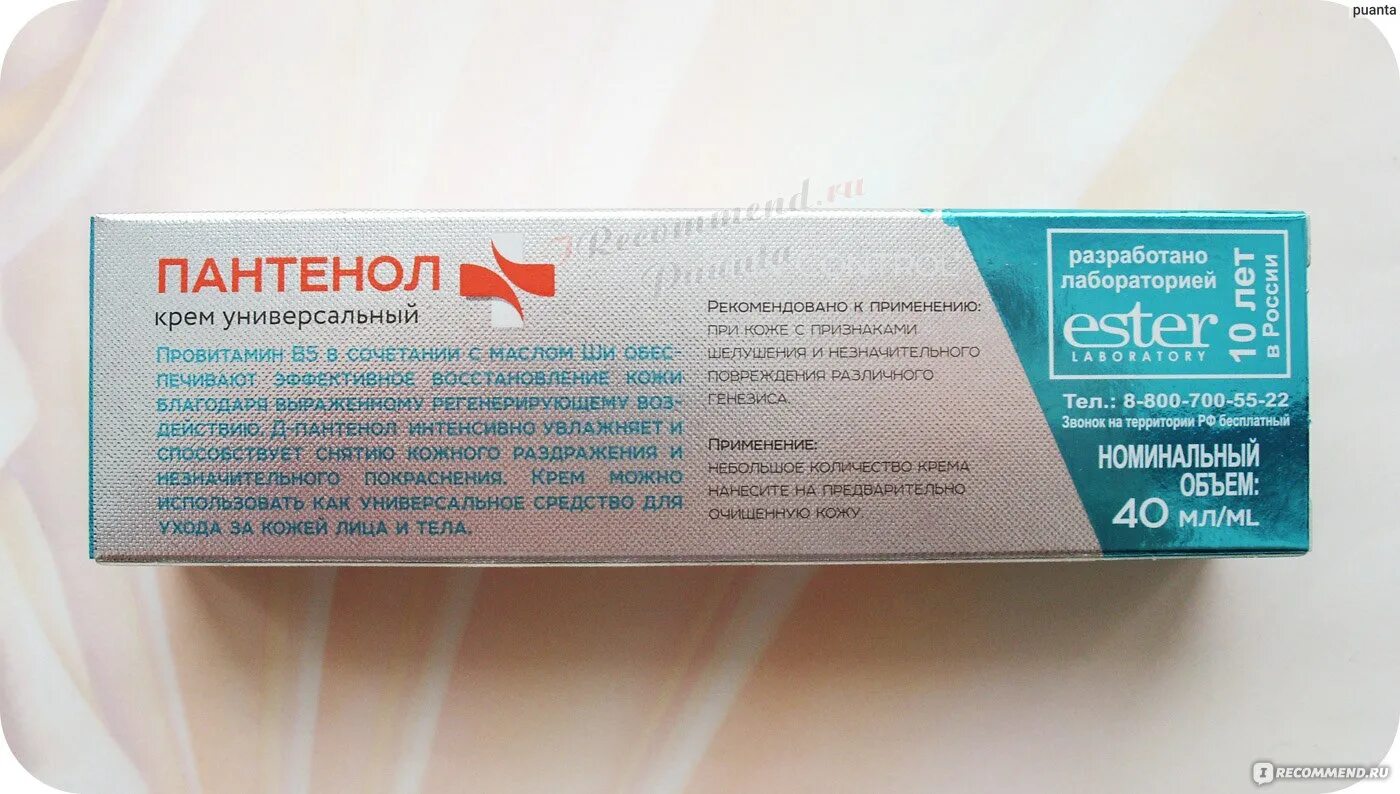 puanta
IRecommend.ru
Puanta
ПАНТЕНОЛ
крем универсальный
Провитамин B5 в сочетании с маслом Ши обес-
печивают эффективное восстановление кожи
благодаря выраженному регенерирующему воз-
действию. Д-пантенол интенсивно увлажняет и
способствует снятию кожного раздражения и
незначительного покраснения. Крем можно
использовать как универсальное средство для
ухода за кожей лица и тела.
Рекомендовано к применению:
при коже с признаками
шелушения и незначительного
повреждения различного
генезиса.
Применение:
небольшое количество крема
нанесите на предварительно
очищенную кожу.
разработано
лабораторией
ester
LABORATORY
10 лет
в России
Тел.: 8-800-700-55-22
Звонок на территории РФ бесплатный
НОМИНАЛЬНЫЙ
ОБЪЕМ:
40 мл/ML
IRECOMMEND.RU